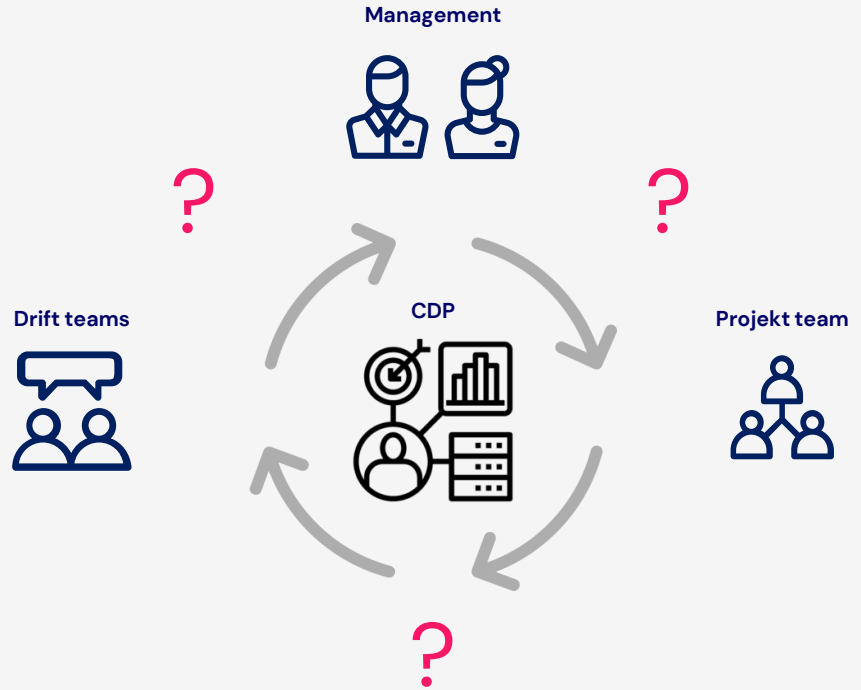 Management
?
?
Drift teams
CDP
Projekt team
?